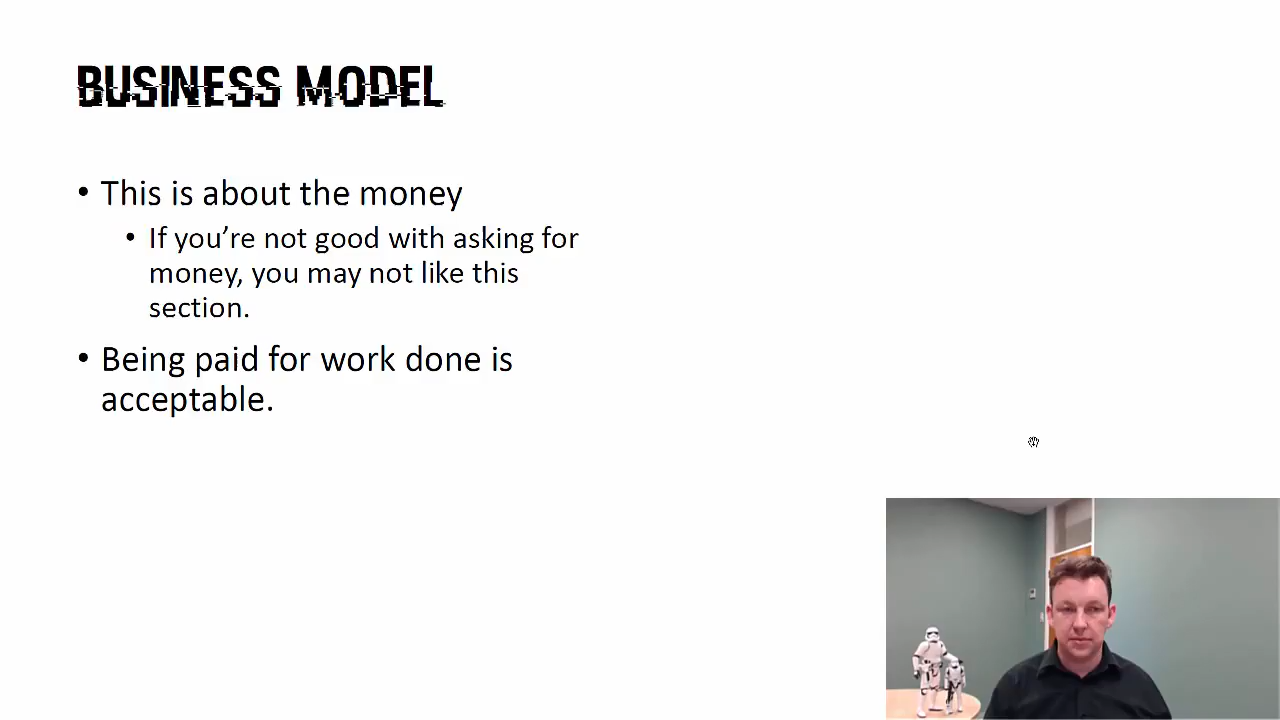 BUSINESS MODEL
• This is about the money
• If you’re not good with asking for
money, you may not like this
section.
• Being paid for work done is
acceptable.